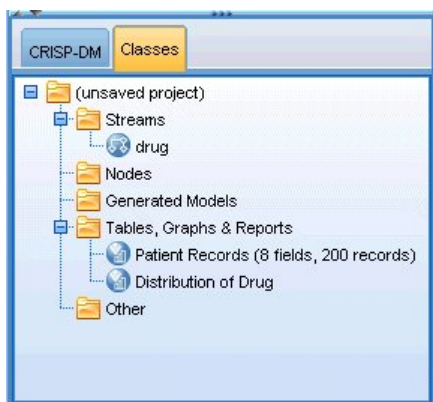 CRISP-DM Classes
(unsaved project)
Streams
drug
Nodes
Generated Models
Tables, Graphs & Reports
Patient Records (8 fields, 200 records)
Distribution of Drug
Other